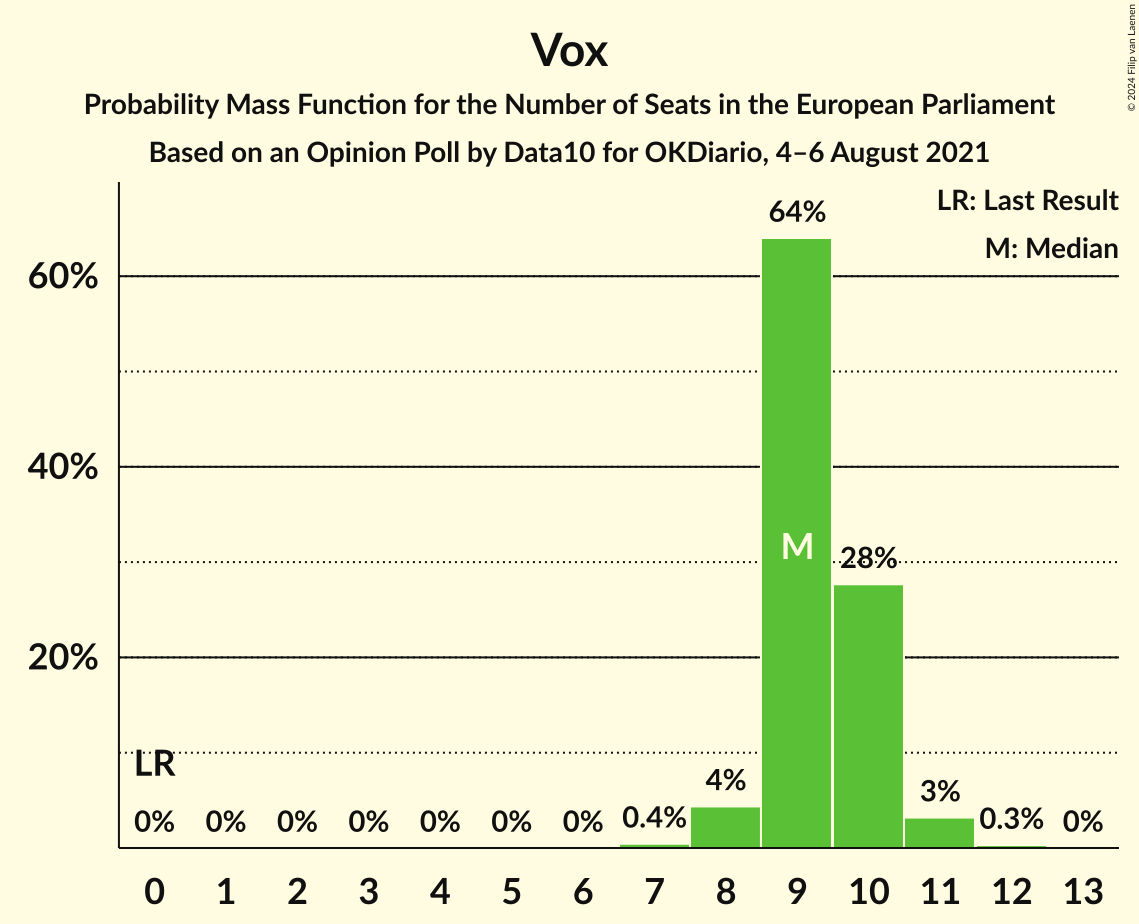 Vox
Probability Mass Function for the Number of Seats in the European Parliament
Based on an Opinion Poll by Data10 for OKDiario, 4–6 August 2021
© 2024 Filip van Laenen
LR: Last Result
M: Median
60%
40%
20%
LR
M
0% 0% 0% 0% 0% 0% 0% 0.4% 4% 64% 28% 3% 0.3% 0%
0 1 2 3 4 5 6 7 8 9 10 11 12 13